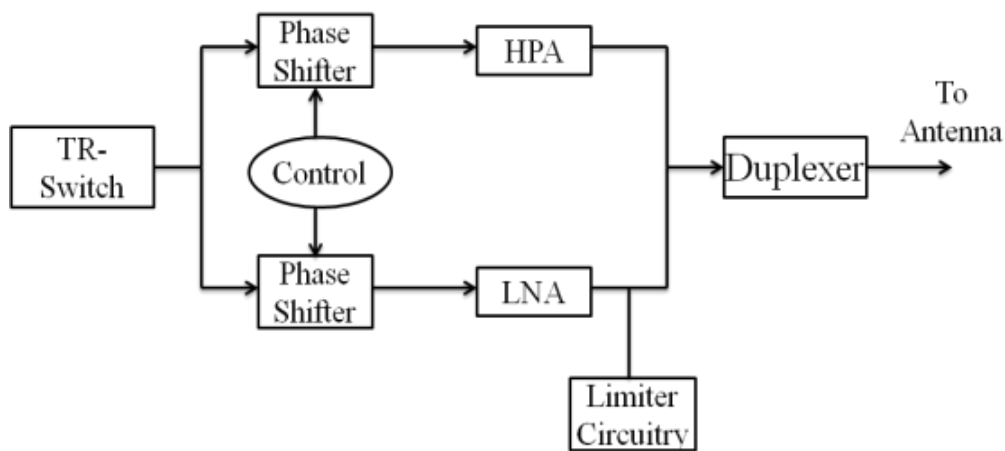 Phase
Shifter
HPA
To
Antenna
TR-
Switch
Control
Duplexer
Phase
Shifter
LNA
Limiter
Circuitry